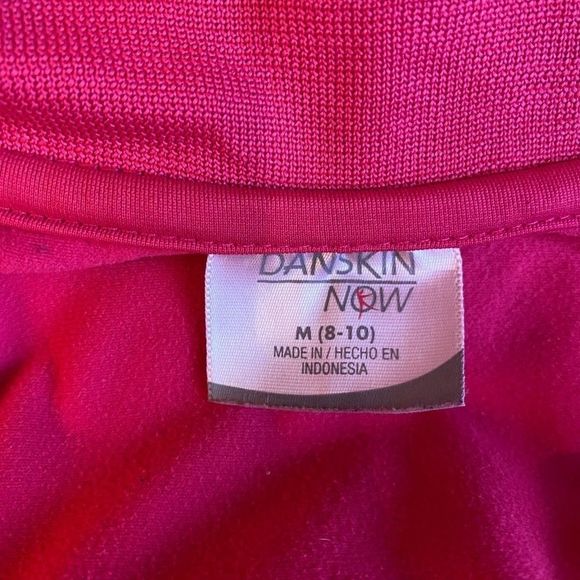 DANSKIN
NOW
M (8-10)
MADE IN / HECHO EN
INDONESIA